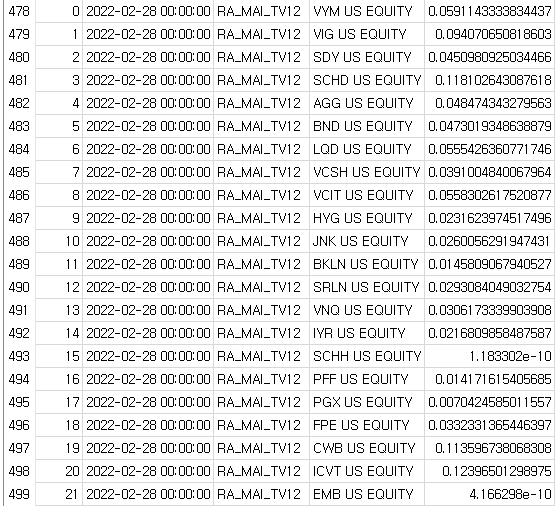 478 0 2022-02-28 00:00:00 RA_MAI_TV12 VYM US EQUITY 0.0591143333834437
479 1 2022-02-28 00:00:00 RA_MAI_TV12 VIG US EQUITY 0.094070650818603
480 2 2022-02-28 00:00:00 RA_MAI_TV12 SDY US EQUITY 0.0450980925034466
481 3 2022-02-28 00:00:00 RA_MAI_TV12 SCHD US EQUITY 0.118102643087618
482 4 2022-02-28 00:00:00 RA_MAI_TV12 AGG US EQUITY 0.048474343279563
483 5 2022-02-28 00:00:00 RA_MAI_TV12 BND US EQUITY 0.0473019348638879
484 6 2022-02-28 00:00:00 RA_MAI_TV12 LQD US EQUITY 0.0555426360771746
485 7 2022-02-28 00:00:00 RA_MAI_TV12 VCSH US EQUITY 0.0391004840067964
486 8 2022-02-28 00:00:00 RA_MAI_TV12 VCIT US EQUITY 0.0558302617520877
487 9 2022-02-28 00:00:00 RA_MAI_TV12 HYG US EQUITY 0.0231623974517496
488 10 2022-02-28 00:00:00 RA_MAI_TV12 JNK US EQUITY 0.0260056291947431
489 11 2022-02-28 00:00:00 RA_MAI_TV12 BKLN US EQUITY 0.0145809067940527
490 12 2022-02-28 00:00:00 RA_MAI_TV12 SRLN US EQUITY 0.0293084049032754
491 13 2022-02-28 00:00:00 RA_MAI_TV12 VNQ US EQUITY 0.0306173339903908
492 14 2022-02-28 00:00:00 RA_MAI_TV12 IYR US EQUITY 0.0216809858487587
493 15 2022-02-28 00:00:00 RA_MAI_TV12 SCHH US EQUITY 1.183302e-10
494 16 2022-02-28 00:00:00 RA_MAI_TV12 PFF US EQUITY 0.014171615405685
495 17 2022-02-28 00:00:00 RA_MAI_TV12 PGX US EQUITY 0.0070424585011557
496 18 2022-02-28 00:00:00 RA_MAI_TV12 FPE US EQUITY 0.0332331365446397
497 19 2022-02-28 00:00:00 RA_MAI_TV12 CWB US EQUITY 0.113596738068308
498 20 2022-02-28 00:00:00 RA_MAI_TV12 ICVT US EQUITY 0.12396501298975
499 21 2022-02-28 00:00:00 RA_MAI_TV12 EMB US EQUITY 4.166298e-10